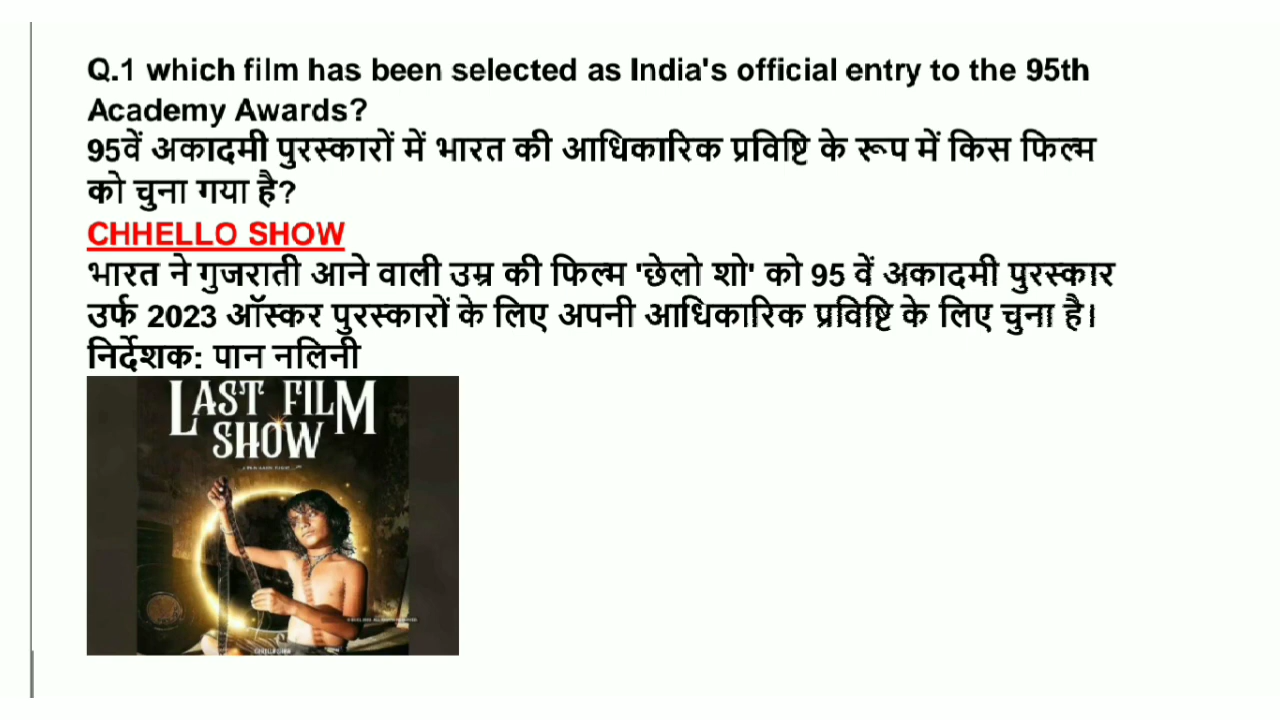 Q.1 which film has been selected as India's official entry to the 95th
Academy Awards?
95वें अकादमी पुरस्कारों में भारत की आधिकारिक प्रविष्टि के रूप में किस फिल्म
को चुना गया है?
CHHELLO SHOW
भारत ने गुजराती आने वाली उम्र की फिल्म 'छेलो शो' को 95 वें अकादमी पुरस्कार
उर्फ 2023 ऑस्कर पुरस्कारों के लिए अपनी आधिकारिक प्रविष्टि के लिए चुना है।
निर्देशक: पान नलिनी
LAST FILM
SHOW